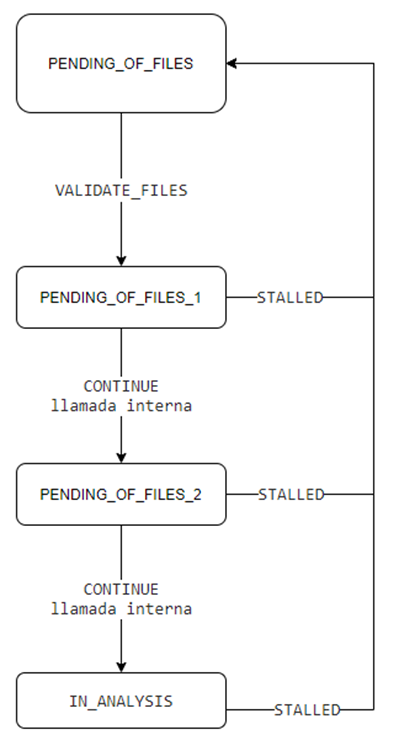 PENDING_OF_FILES
VALIDATE_FILES
PENDING_OF_FILES_1
STALLED
CONTINUE
llamada interna
PENDING_OF_FILES_2
STALLED
CONTINUE
llamada interna
IN_ANALYSIS
STALLED